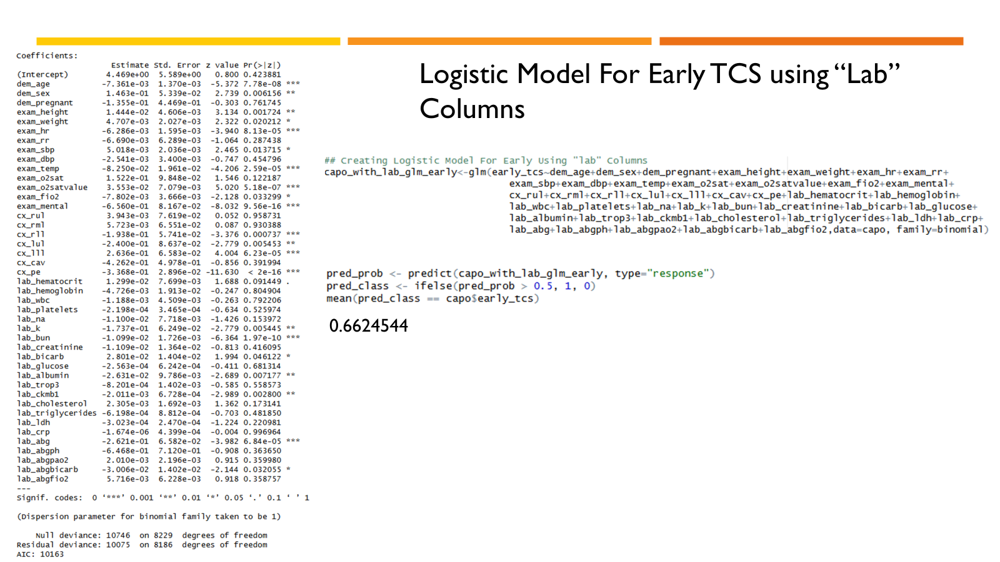 Coefficients:
Estimate Std. Error z value Pr(>|z|)
(Intercept) 4.469e+00 5.589e+00 0.800 0.423881
dem_age -7.361e-03 1.370e-03 -5.372 7.78e-08 ***
dem_sex 1.463e-01 5.339e-02 2.739 0.006156 **
dem_pregnant -1.355e-01 4.469e-01 -0.303 0.761745
exam_height 1.444e-02 4.606e-03 3.134 0.001724 **
exam_weight 4.707e-03 2.027e-03 2.322 0.020212 *
exam_hr -6.286e-03 1.595e-03 -3.940 8.13e-05 ***
exam_rr -6.690e-03 6.289e-03 -1.064 0.287438
exam_sbp 5.018e-03 2.036e-03 2.465 0.013715 *
exam_dbp -2.541e-03 3.400e-03 -0.747 0.454796
exam_temp -8.250e-02 1.961e-02 -4.206 2.59e-05 ***
exam_o2sat 1.522e-01 9.848e-02 1.546 0.122187
exam_o2satvalue 3.553e-02 7.079e-03 5.020 5.18e-07 ***
exam_fio2 -7.802e-03 3.666e-03 -2.128 0.033299 *
exam_mental -6.560e-01 8.167e-02 -8.032 9.56e-16 ***
cx_rul 3.943e-03 7.619e-02 0.052 0.958731
cx_rml 5.723e-03 6.551e-02 0.087 0.930388
cx_rll -1.938e-01 5.741e-02 -3.376 0.000737 ***
cx_lul -2.400e-01 8.637e-02 -2.779 0.005453 **
cx_lll 2.636e-01 6.583e-02 4.004 6.23e-05 ***
cx_cav -4.262e-01 4.978e-01 -0.856 0.391994
cx_pe -3.368e-01 2.896e-02 -11.630 < 2e-16 ***
lab_hematocrit 1.299e-02 7.699e-03 1.688 0.091449 .
lab_hemoglobin -4.726e-03 1.913e-02 -0.247 0.804904
lab_wbc -1.188e-03 4.509e-03 -0.263 0.792206
lab_platelets -2.198e-04 3.465e-04 -0.634 0.525974
lab_na -1.100e-02 7.718e-03 -1.426 0.153972
lab_k -1.737e-01 6.249e-02 -2.779 0.005445 **
lab_bun -1.099e-02 1.726e-03 -6.364 1.97e-10 ***
lab_creatinine -1.109e-02 1.364e-02 -0.813 0.416095
lab_bicarb 2.801e-02 1.404e-02 1.994 0.046122 *
lab_glucose -2.563e-04 6.242e-04 -0.411 0.681314
lab_albumin -2.631e-02 9.786e-03 -2.689 0.007177 **
lab_trop3 -8.201e-04 1.402e-03 -0.585 0.558573
lab_ckmb1 -2.011e-03 6.728e-04 -2.989 0.002800 **
lab_cholesterol 2.305e-03 1.692e-03 1.362 0.173141
lab_triglycerides -6.198e-04 8.812e-04 -0.703 0.481850
lab_ldh -3.023e-04 2.470e-04 -1.224 0.220981
lab_crp -1.674e-06 4.399e-04 -0.004 0.996964
lab_abg -2.621e-01 6.582e-02 -3.982 6.84e-05 ***
lab_abgph -6.468e-01 7.120e-01 -0.908 0.363650
lab_abgpao2 2.010e-03 2.196e-03 0.915 0.359980
lab_abgbicarb -3.006e-02 1.402e-02 -2.144 0.032055 *
lab_abgfio2 5.716e-03 6.228e-03 0.918 0.358757
---
Signif. codes: 0 ‘***’ 0.001 ‘**’ 0.01 ‘*’ 0.05 ‘.’ 0.1 ‘ ’ 1
(Dispersion parameter for binomial family taken to be 1)
Null deviance: 10746 on 8229 degrees of freedom
Residual deviance: 10075 on 8186 degrees of freedom
AIC: 10163
Logistic Model For Early TCS using “Lab”
Columns
## Creating Logistic Model For Early Using "lab" Columns
capo_with_lab_glm_early<-glm(early_tcs~dem_age+dem_sex+dem_pregnant+exam_height+exam_weight+exam_hr+exam_rr+
exam_sbp+exam_dbp+exam_temp+exam_o2sat+exam_o2satvalue+exam_fio2+exam_mental+
cx_rul+cx_rml+cx_rll+cx_lul+cx_lll+cx_cav+cx_pe+lab_hematocrit+lab_hemoglobin+
lab_wbc+lab_platelets+lab_na+lab_k+lab_bun+lab_creatinine+lab_bicarb+lab_glucose+
lab_albumin+lab_trop3+lab_ckmb1+lab_cholesterol+lab_triglycerides+lab_ldh+lab_crp+
lab_abg+lab_abgph+lab_abgpao2+lab_abgbicarb+lab_abgfio2,data=capo, family=binomial)
pred_prob <- predict(capo_with_lab_glm_early, type="response")
pred_class <- ifelse(pred_prob > 0.5, 1, 0)
mean(pred_class == capo$early_tcs)
0.6624544